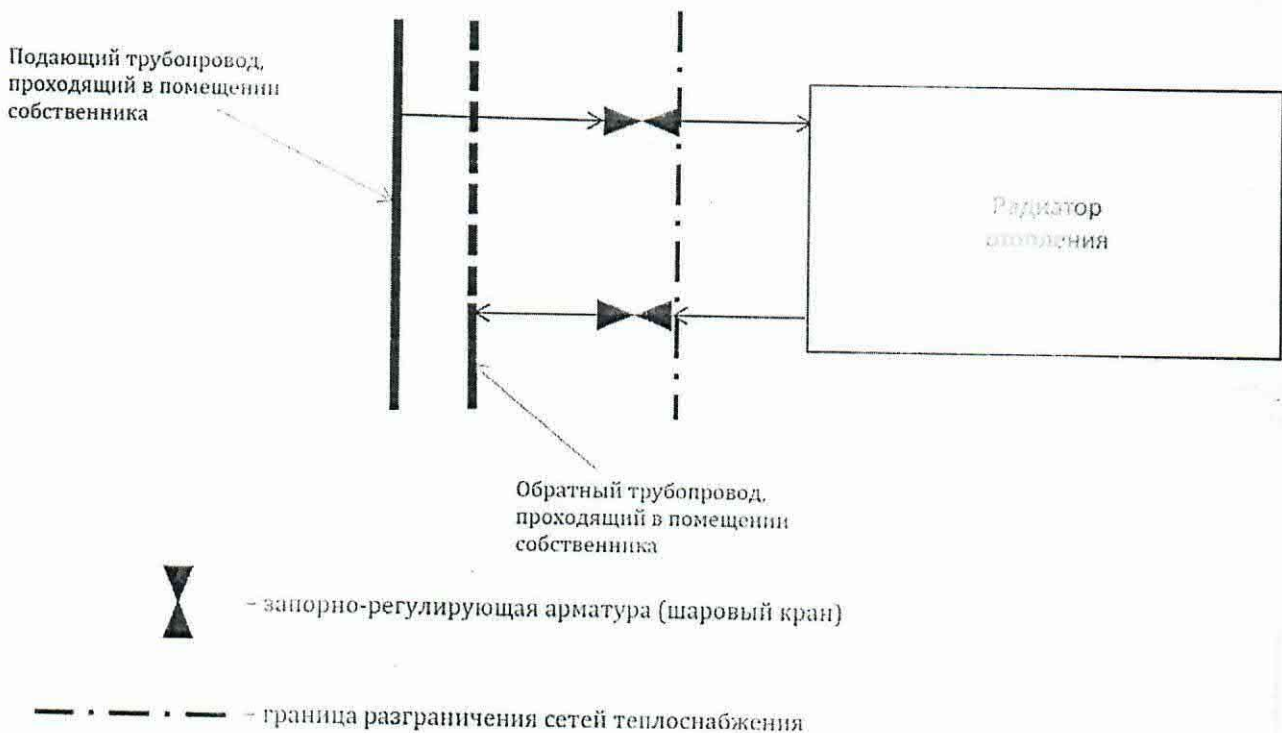 Подающий трубопровод,
проходящий в помещении
собственника
Радиатор
отопления
Обратный трубопровод,
проходящий в помещении
собственника
– запорно-регулирующая арматура (шаровый кран)
– граница разграничения сетей теплоснабжения